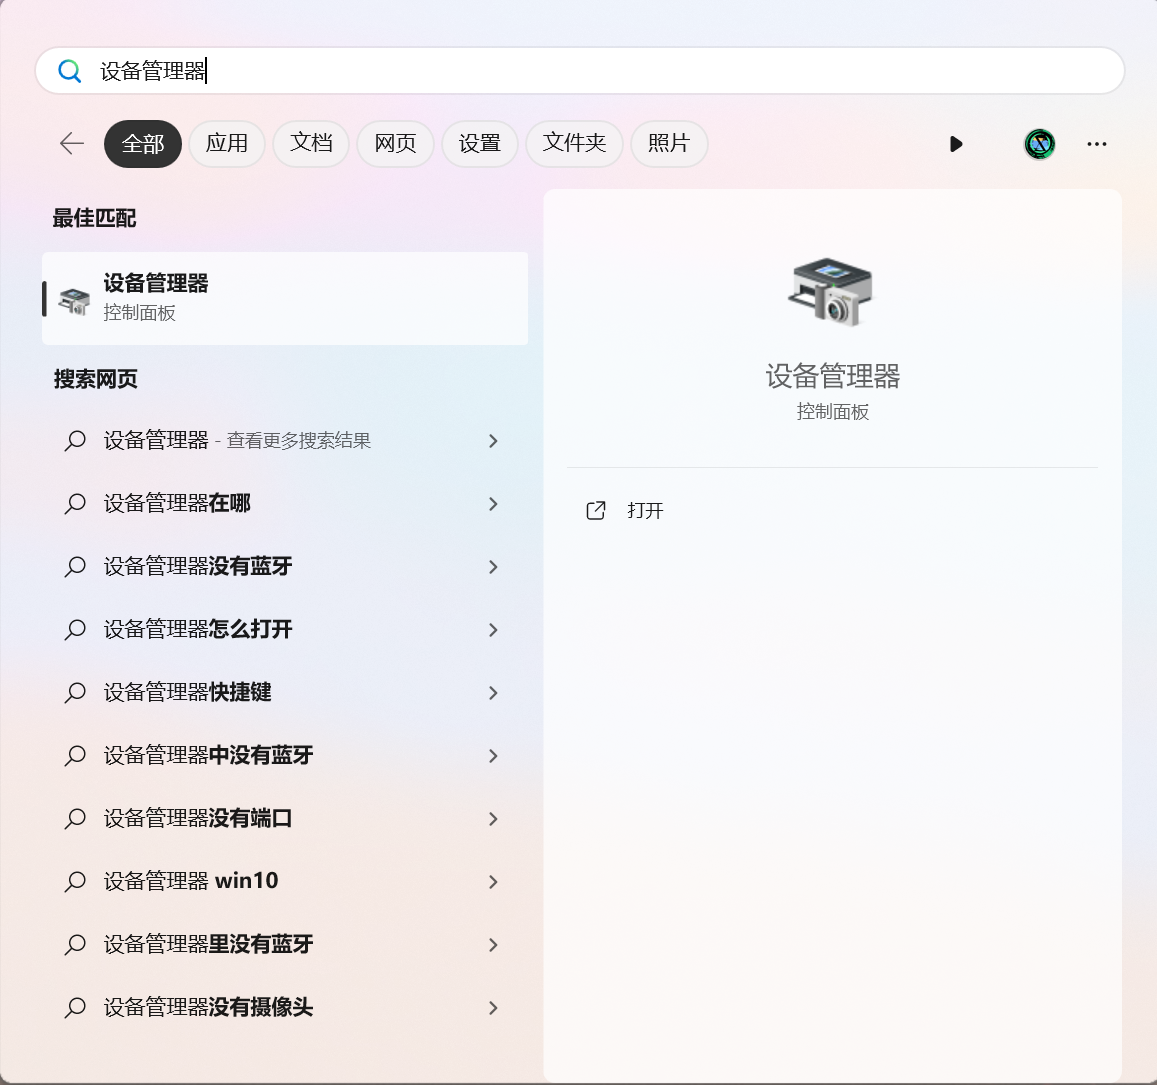 设备管理器
全部 应用 文档 网页 设置 文件夹 照片
最佳匹配
设备管理器
控制面板
搜索网页
设备管理器 - 查看更多搜索结果
设备管理器在哪
设备管理器没有蓝牙
设备管理器怎么打开
设备管理器快捷键
设备管理器中没有蓝牙
设备管理器没有端口
设备管理器 win10
设备管理器里没有蓝牙
设备管理器没有摄像头
设备管理器
控制面板
打开